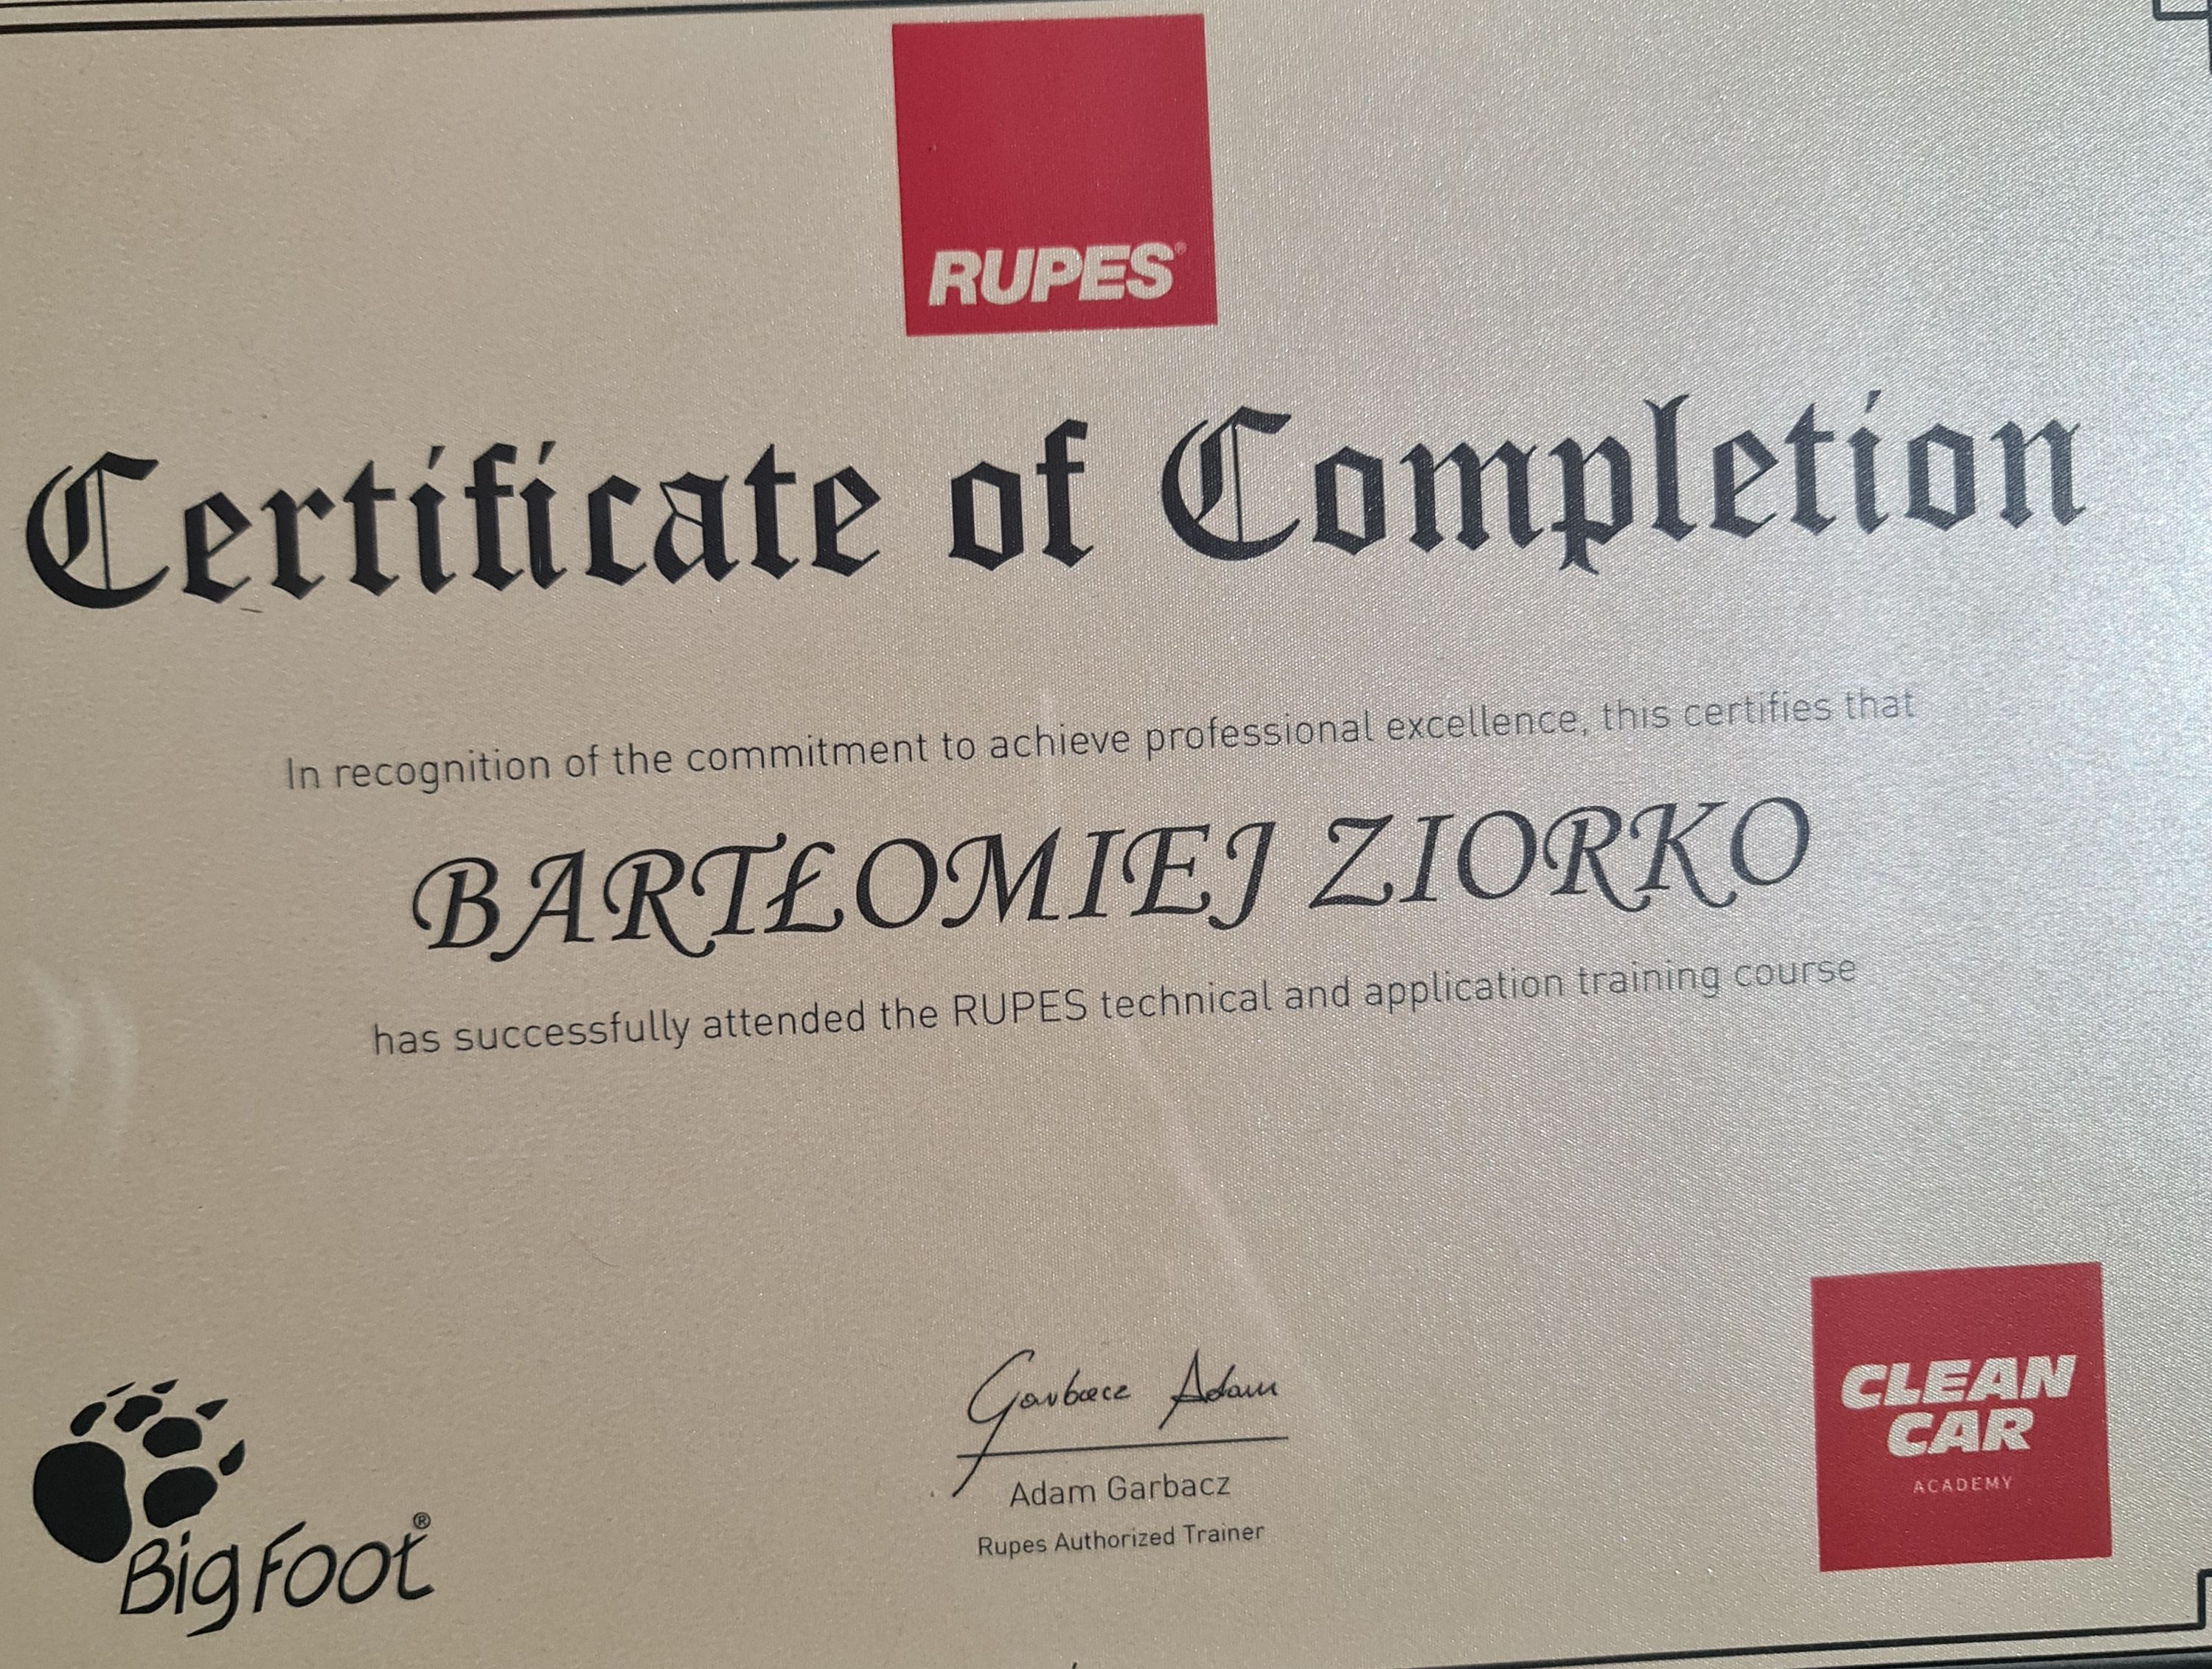 RUPES®
Certificate of Completion
In recognition of the commitment to achieve professional excellence, this certifies that
BARTŁOMIEJ ZIORKO
has successfully attended the RUPES technical and application training course
Garbacz Adam
Adam Garbacz
Rupes Authorized Trainer
BigFoot®
CLEAN
CAR
ACADEMY